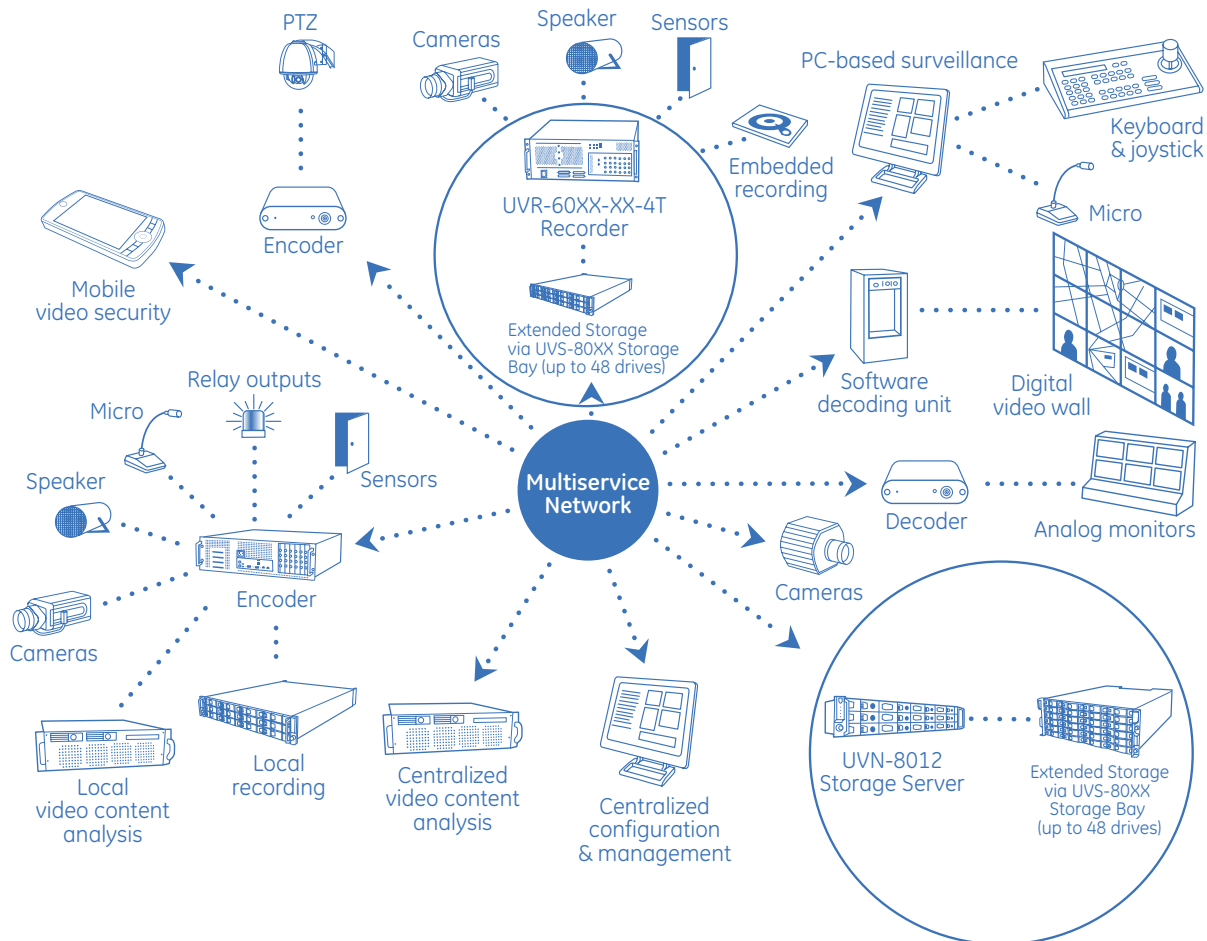 PTZ
Cameras
Speaker
Sensors
PC-based surveillance
Keyboard
& joystick
Embedded
recording
UVR-60XX-XX-4T
Recorder
Micro
Encoder
Mobile
video security
Extended Storage
via UVS-80XX Storage
Bay (up to 48 drives)
Software
decoding unit
Digital
video wall
Relay outputs
Micro
Speaker
Sensors
Multiservice
Network
Decoder
Analog monitors
Cameras
Encoder
Cameras
Local
video content
analysis
Local
recording
Centralized
video content
analysis
Centralized
configuration
& management
UVN-8012
Storage Server
Extended Storage
via UVS-80XX
Storage Bay
(up to 48 drives)